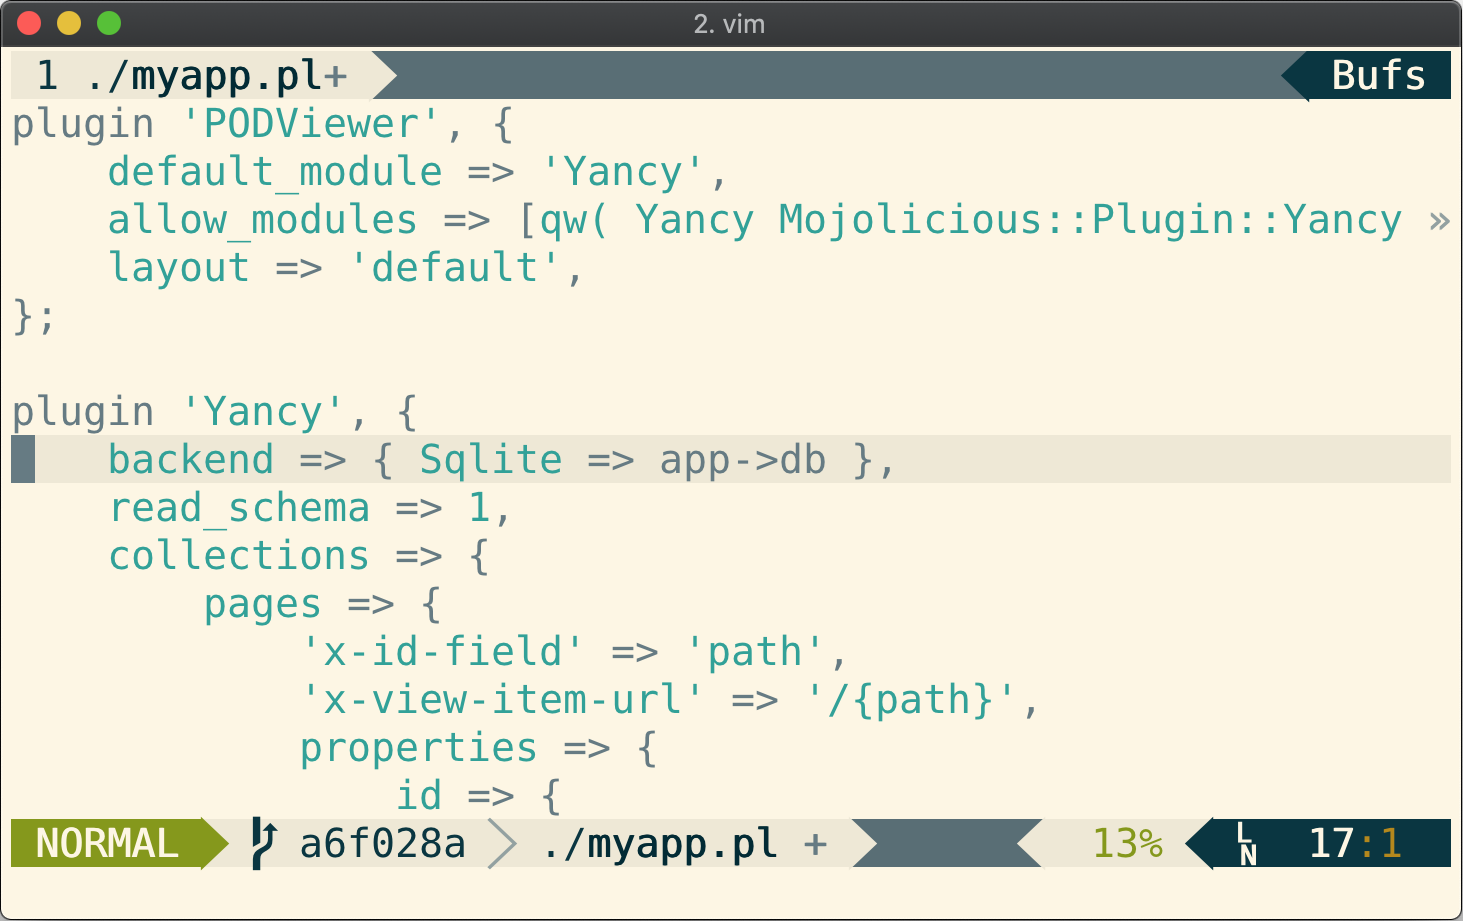 2. vim
1 ./myapp.pl+ Bufs
plugin 'PODViewer', {
    default_module => 'Yancy',
    allow_modules => [qw( Yancy Mojolicious::Plugin::Yancy »
    layout => 'default',
};

plugin 'Yancy', {
    backend => { Sqlite => app->db },
    read_schema => 1,
    collections => {
        pages => {
            'x-id-field' => 'path',
            'x-view-item-url' => '/{path}',
            properties => {
                id => {
NORMAL a6f028a ./myapp.pl + 13% LN 17:1